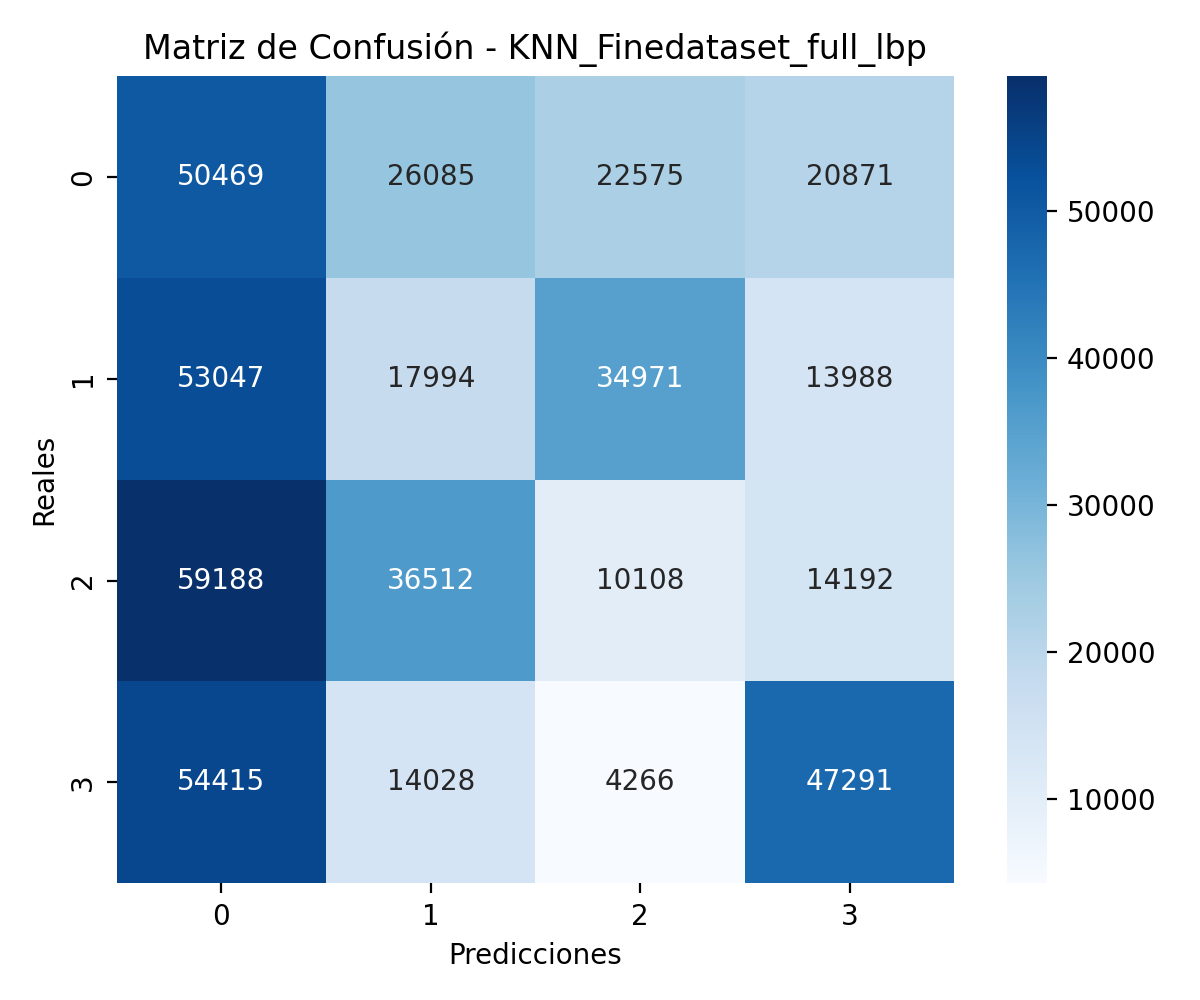 Matriz de Confusión - KNN_Finedataset_full_lbp
0 50469 26085 22575 20871
1 53047 17994 34971 13988
2 59188 36512 10108 14192
3 54415 14028 4266 47291
0 1 2 3
Predicciones
Reales
50000
40000
30000
20000
10000